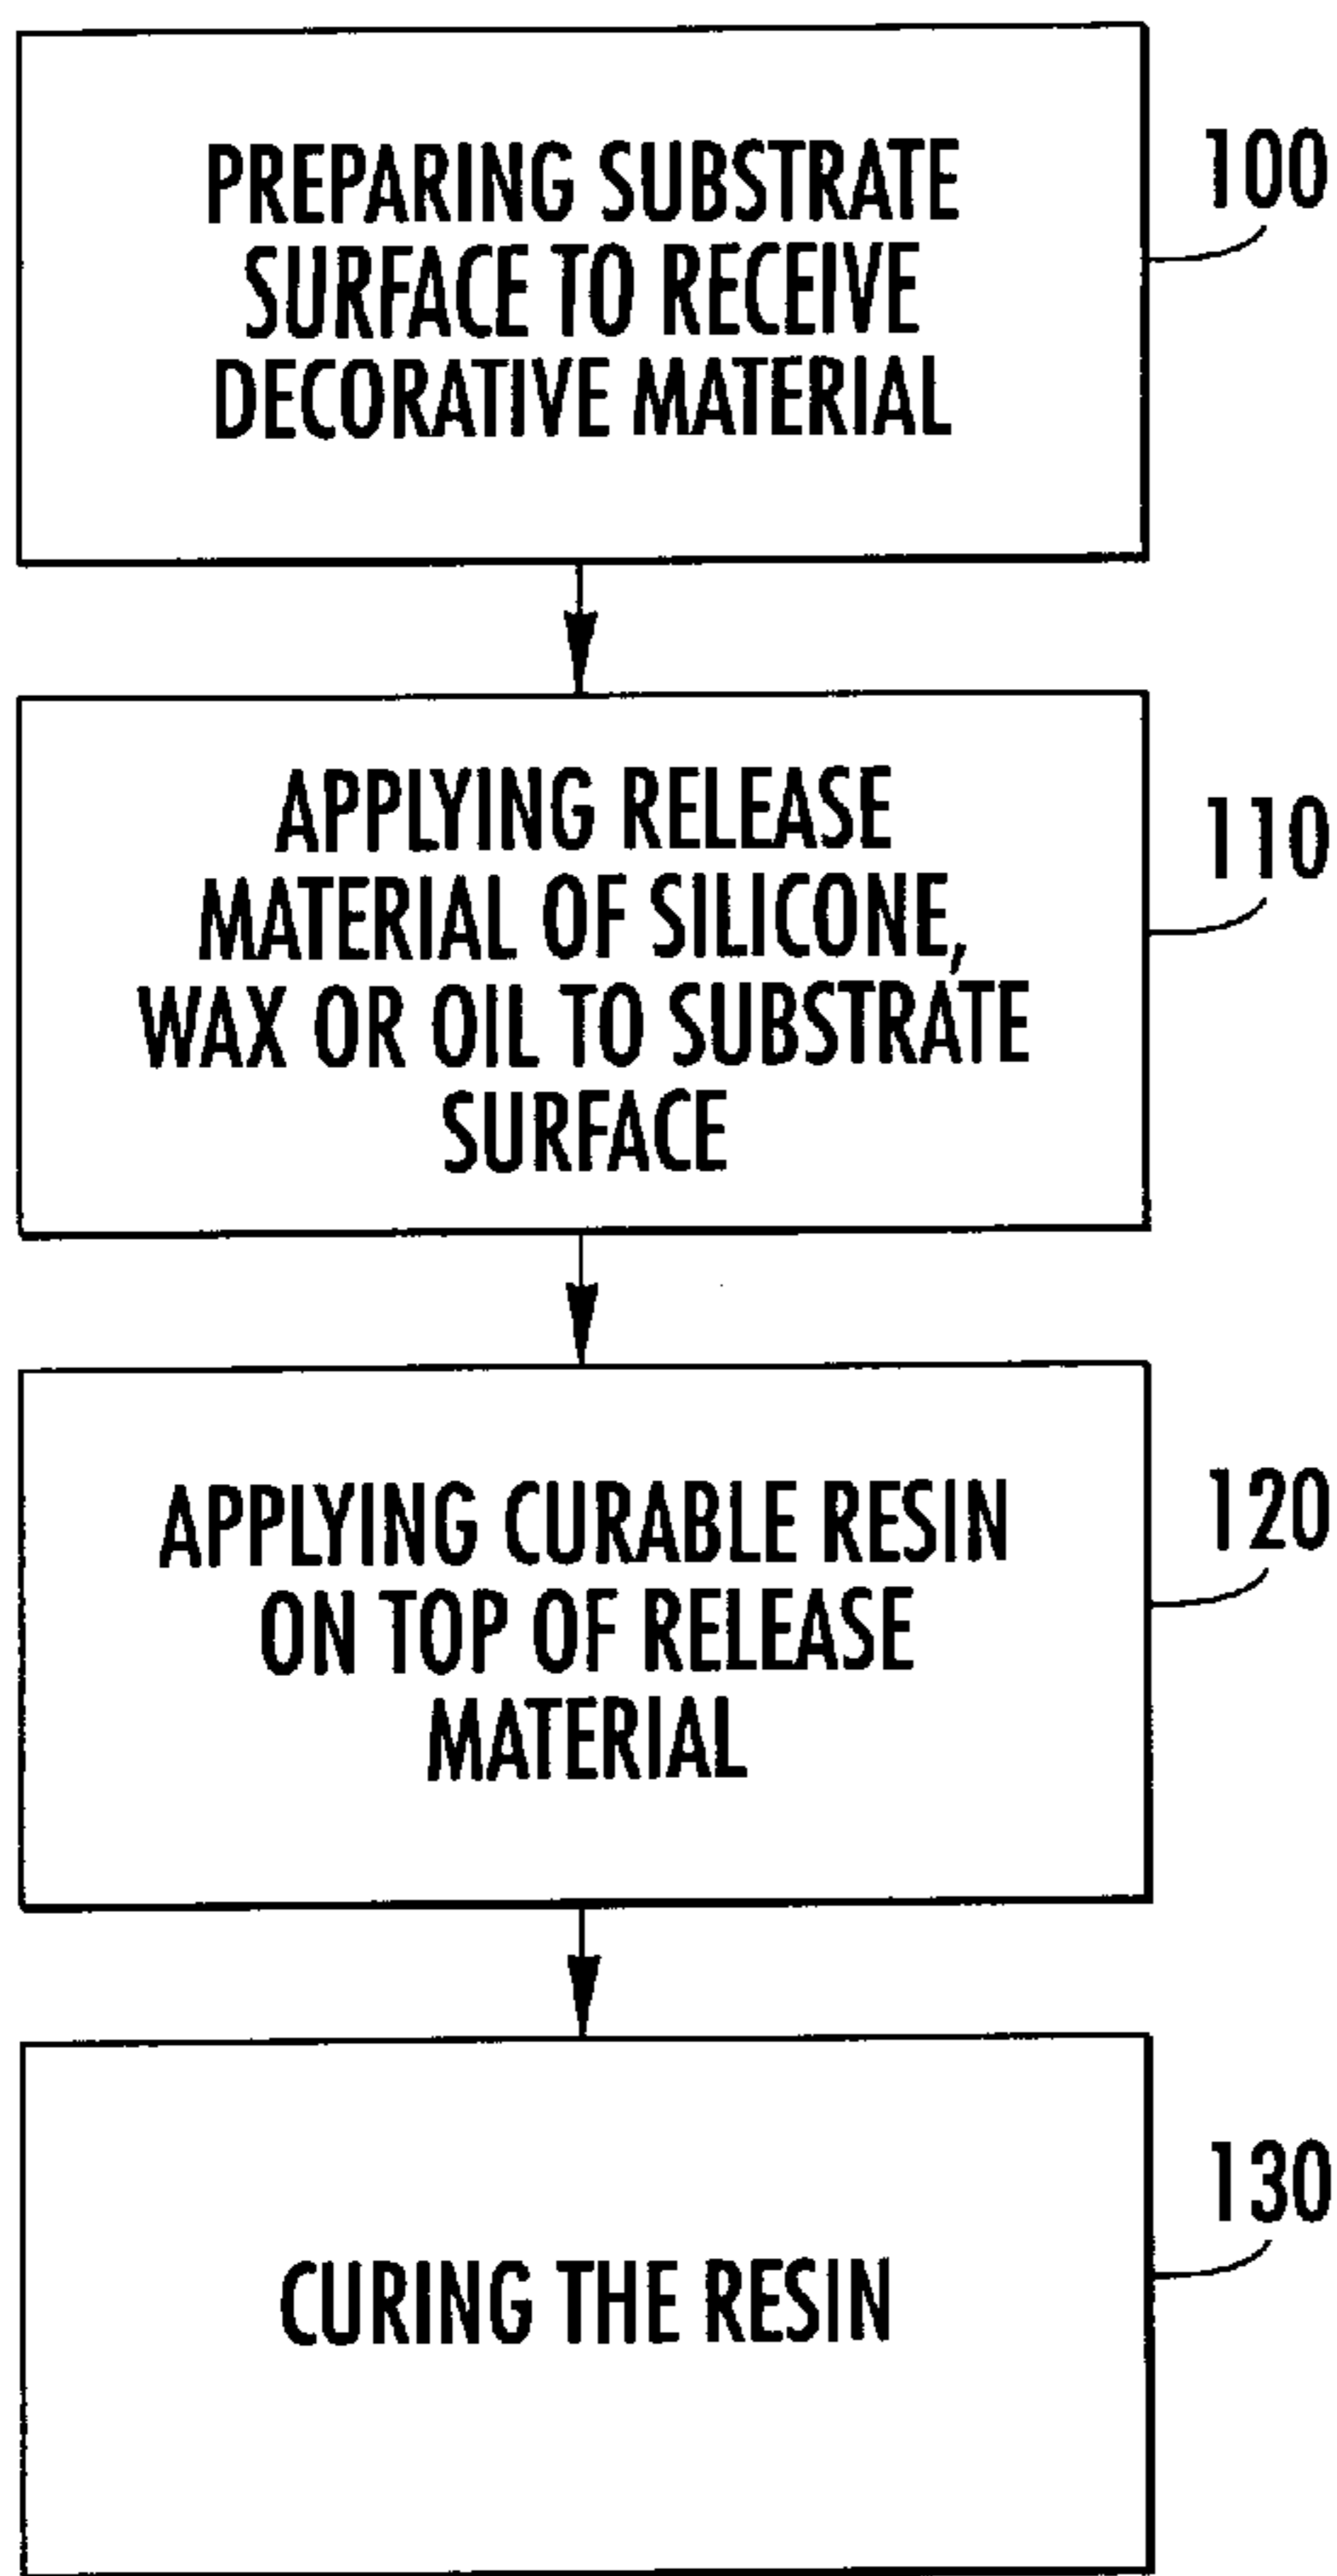 PREPARING SUBSTRATE
SURFACE TO RECEIVE
DECORATIVE MATERIAL
100
APPLYING RELEASE
MATERIAL OF SILICONE,
WAX OR OIL TO SUBSTRATE
SURFACE
110
APPLYING CURABLE RESIN
ON TOP OF RELEASE
MATERIAL
120
CURING THE RESIN
130